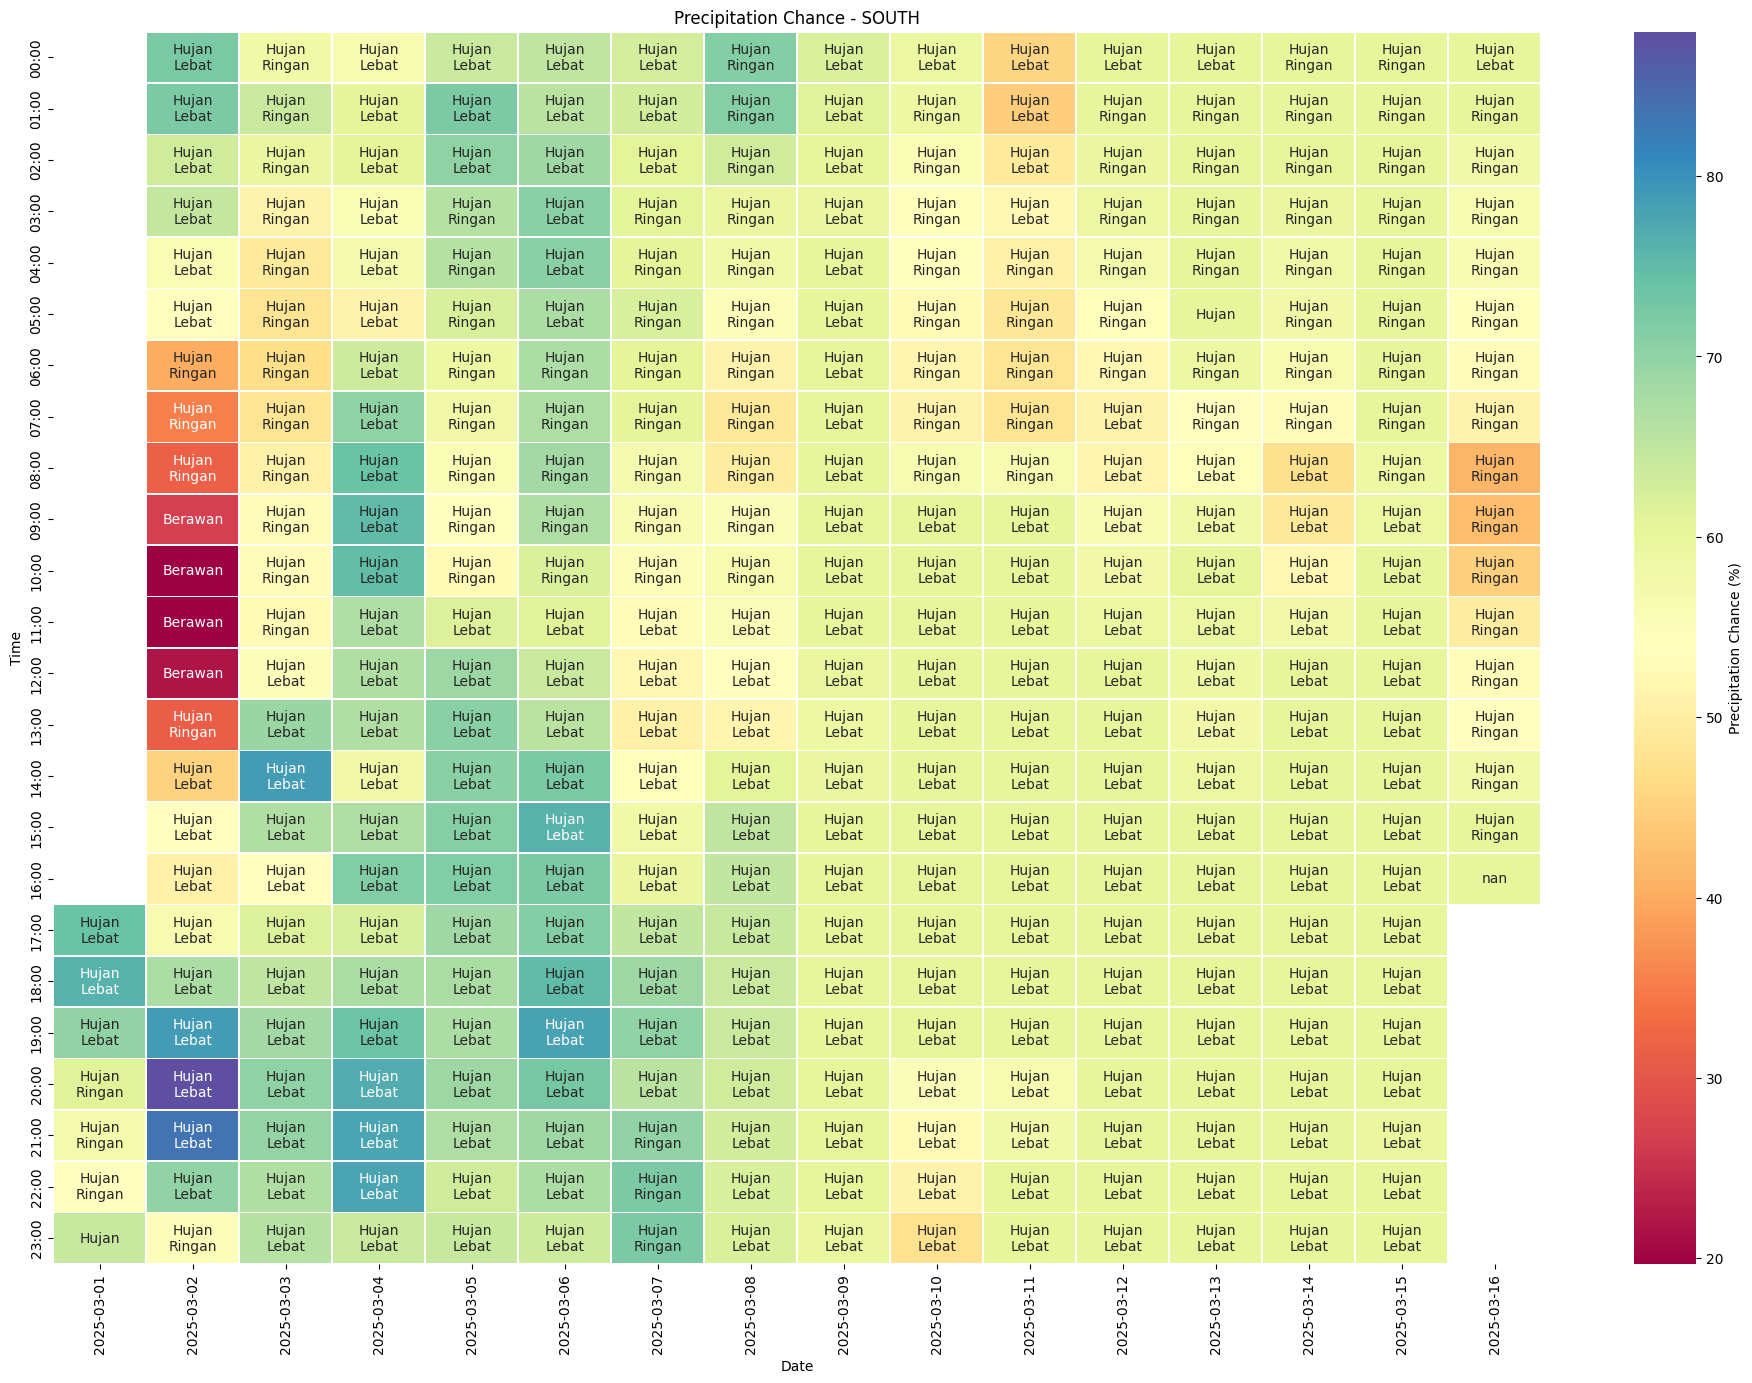 Precipitation Chance - SOUTH
00:00 Hujan Lebat Hujan Ringan Hujan Lebat Hujan Lebat Hujan Lebat Hujan Lebat Hujan Ringan Hujan Lebat Hujan Lebat Hujan Lebat Hujan Lebat Hujan Lebat Hujan Ringan Hujan Ringan Hujan Lebat
01:00 Hujan Lebat Hujan Ringan Hujan Lebat Hujan Lebat Hujan Lebat Hujan Lebat Hujan Ringan Hujan Lebat Hujan Ringan Hujan Lebat Hujan Ringan Hujan Ringan Hujan Ringan Hujan Ringan Hujan Ringan
02:00 Hujan Lebat Hujan Ringan Hujan Lebat Hujan Lebat Hujan Lebat Hujan Lebat Hujan Ringan Hujan Lebat Hujan Ringan Hujan Lebat Hujan Ringan Hujan Ringan Hujan Ringan Hujan Ringan Hujan Ringan
03:00 Hujan Lebat Hujan Ringan Hujan Lebat Hujan Ringan Hujan Lebat Hujan Ringan Hujan Ringan Hujan Lebat Hujan Ringan Hujan Lebat Hujan Ringan Hujan Ringan Hujan Ringan Hujan Ringan Hujan Ringan
04:00 Hujan Lebat Hujan Ringan Hujan Lebat Hujan Ringan Hujan Lebat Hujan Ringan Hujan Ringan Hujan Lebat Hujan Ringan Hujan Ringan Hujan Ringan Hujan Ringan Hujan Ringan Hujan Ringan Hujan Ringan
05:00 Hujan Lebat Hujan Ringan Hujan Lebat Hujan Ringan Hujan Lebat Hujan Ringan Hujan Ringan Hujan Lebat Hujan Ringan Hujan Ringan Hujan Ringan Hujan Hujan Ringan Hujan Ringan Hujan Ringan
06:00 Hujan Ringan Hujan Ringan Hujan Lebat Hujan Ringan Hujan Ringan Hujan Ringan Hujan Ringan Hujan Lebat Hujan Ringan Hujan Ringan Hujan Ringan Hujan Ringan Hujan Ringan Hujan Ringan Hujan Ringan
07:00 Hujan Ringan Hujan Ringan Hujan Lebat Hujan Ringan Hujan Ringan Hujan Ringan Hujan Ringan Hujan Lebat Hujan Ringan Hujan Ringan Hujan Lebat Hujan Ringan Hujan Ringan Hujan Ringan Hujan Ringan
08:00 Hujan Ringan Hujan Ringan Hujan Lebat Hujan Ringan Hujan Ringan Hujan Ringan Hujan Ringan Hujan Lebat Hujan Ringan Hujan Ringan Hujan Lebat Hujan Lebat Hujan Lebat Hujan Ringan Hujan Ringan
09:00 Berawan Hujan Ringan Hujan Lebat Hujan Ringan Hujan Ringan Hujan Ringan Hujan Ringan Hujan Lebat Hujan Lebat Hujan Lebat Hujan Lebat Hujan Lebat Hujan Lebat Hujan Lebat Hujan Ringan
10:00 Berawan Hujan Ringan Hujan Lebat Hujan Ringan Hujan Ringan Hujan Ringan Hujan Ringan Hujan Lebat Hujan Lebat Hujan Lebat Hujan Lebat Hujan Lebat Hujan Lebat Hujan Lebat Hujan Ringan
11:00 Berawan Hujan Ringan Hujan Lebat Hujan Lebat Hujan Lebat Hujan Lebat Hujan Lebat Hujan Lebat Hujan Lebat Hujan Lebat Hujan Lebat Hujan Lebat Hujan Lebat Hujan Lebat Hujan Ringan
12:00 Berawan Hujan Lebat Hujan Lebat Hujan Lebat Hujan Lebat Hujan Lebat Hujan Lebat Hujan Lebat Hujan Lebat Hujan Lebat Hujan Lebat Hujan Lebat Hujan Lebat Hujan Lebat Hujan Ringan
13:00 Hujan Ringan Hujan Lebat Hujan Lebat Hujan Lebat Hujan Lebat Hujan Lebat Hujan Lebat Hujan Lebat Hujan Lebat Hujan Lebat Hujan Lebat Hujan Lebat Hujan Lebat Hujan Lebat Hujan Ringan
14:00 Hujan Lebat Hujan Lebat Hujan Lebat Hujan Lebat Hujan Lebat Hujan Lebat Hujan Lebat Hujan Lebat Hujan Lebat Hujan Lebat Hujan Lebat Hujan Lebat Hujan Lebat Hujan Lebat Hujan Ringan
15:00 Hujan Lebat Hujan Lebat Hujan Lebat Hujan Lebat Hujan Lebat Hujan Lebat Hujan Lebat Hujan Lebat Hujan Lebat Hujan Lebat Hujan Lebat Hujan Lebat Hujan Lebat Hujan Lebat Hujan Ringan
16:00 Hujan Lebat Hujan Lebat Hujan Lebat Hujan Lebat Hujan Lebat Hujan Lebat Hujan Lebat Hujan Lebat Hujan Lebat Hujan Lebat Hujan Lebat Hujan Lebat Hujan Lebat Hujan Lebat nan
17:00 Hujan Lebat Hujan Lebat Hujan Lebat Hujan Lebat Hujan Lebat Hujan Lebat Hujan Lebat Hujan Lebat Hujan Lebat Hujan Lebat Hujan Lebat Hujan Lebat Hujan Lebat Hujan Lebat Hujan Lebat
18:00 Hujan Lebat Hujan Lebat Hujan Lebat Hujan Lebat Hujan Lebat Hujan Lebat Hujan Lebat Hujan Lebat Hujan Lebat Hujan Lebat Hujan Lebat Hujan Lebat Hujan Lebat Hujan Lebat Hujan Lebat
19:00 Hujan Lebat Hujan Lebat Hujan Lebat Hujan Lebat Hujan Lebat Hujan Lebat Hujan Lebat Hujan Lebat Hujan Lebat Hujan Lebat Hujan Lebat Hujan Lebat Hujan Lebat Hujan Lebat Hujan Lebat
20:00 Hujan Ringan Hujan Lebat Hujan Lebat Hujan Lebat Hujan Lebat Hujan Lebat Hujan Lebat Hujan Lebat Hujan Lebat Hujan Lebat Hujan Lebat Hujan Lebat Hujan Lebat Hujan Lebat Hujan Lebat
21:00 Hujan Ringan Hujan Lebat Hujan Lebat Hujan Lebat Hujan Lebat Hujan Lebat Hujan Ringan Hujan Lebat Hujan Lebat Hujan Lebat Hujan Lebat Hujan Lebat Hujan Lebat Hujan Lebat Hujan Lebat
22:00 Hujan Ringan Hujan Lebat Hujan Lebat Hujan Lebat Hujan Lebat Hujan Lebat Hujan Ringan Hujan Lebat Hujan Lebat Hujan Lebat Hujan Lebat Hujan Lebat Hujan Lebat Hujan Lebat Hujan Lebat
23:00 Hujan Hujan Ringan Hujan Lebat Hujan Lebat Hujan Lebat Hujan Lebat Hujan Ringan Hujan Lebat Hujan Lebat Hujan Lebat Hujan Lebat Hujan Lebat Hujan Lebat Hujan Lebat Hujan Lebat
Time
2025-03-01 2025-03-02 2025-03-03 2025-03-04 2025-03-05 2025-03-06 2025-03-07 2025-03-08 2025-03-09 2025-03-10 2025-03-11 2025-03-12 2025-03-13 2025-03-14 2025-03-15 2025-03-16
Date
80
70
60
50
40
30
20
Precipitation Chance (%)